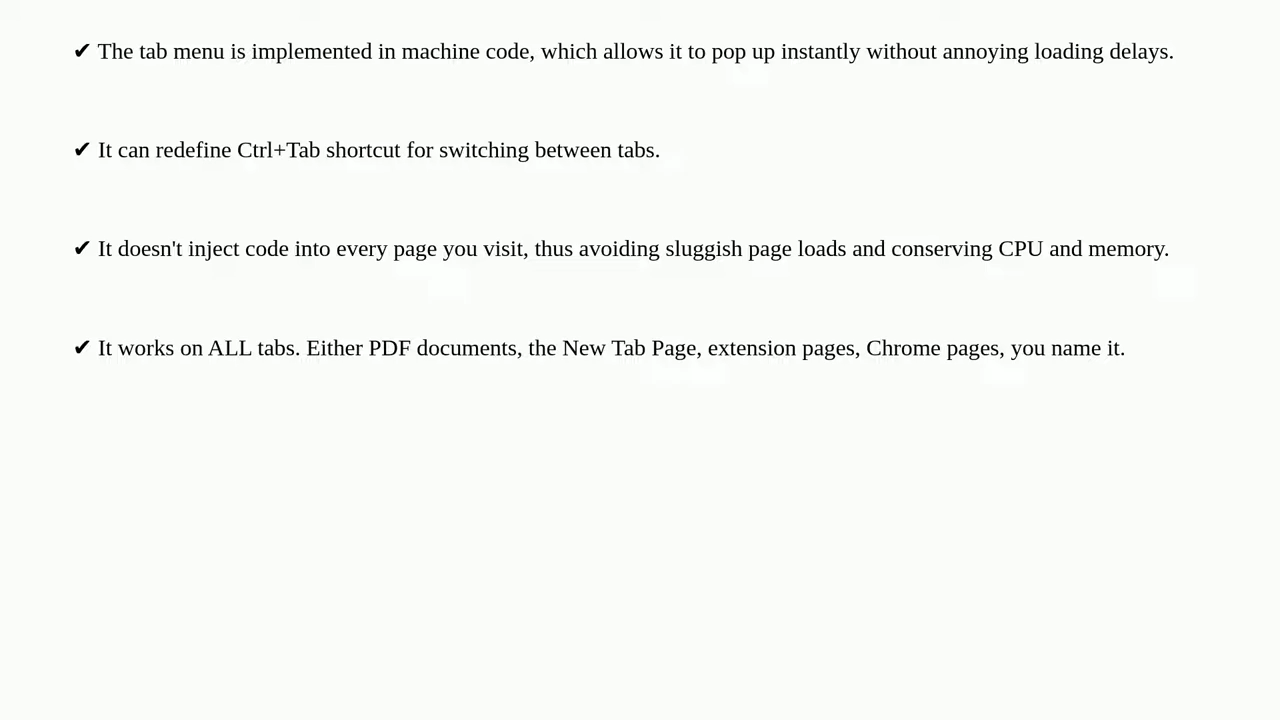 ✔ The tab menu is implemented in machine code, which allows it to pop up instantly without annoying loading delays.
✔ It can redefine Ctrl+Tab shortcut for switching between tabs.
✔ It doesn't inject code into every page you visit, thus avoiding sluggish page loads and conserving CPU and memory.
✔ It works on ALL tabs. Either PDF documents, the New Tab Page, extension pages, Chrome pages, you name it.